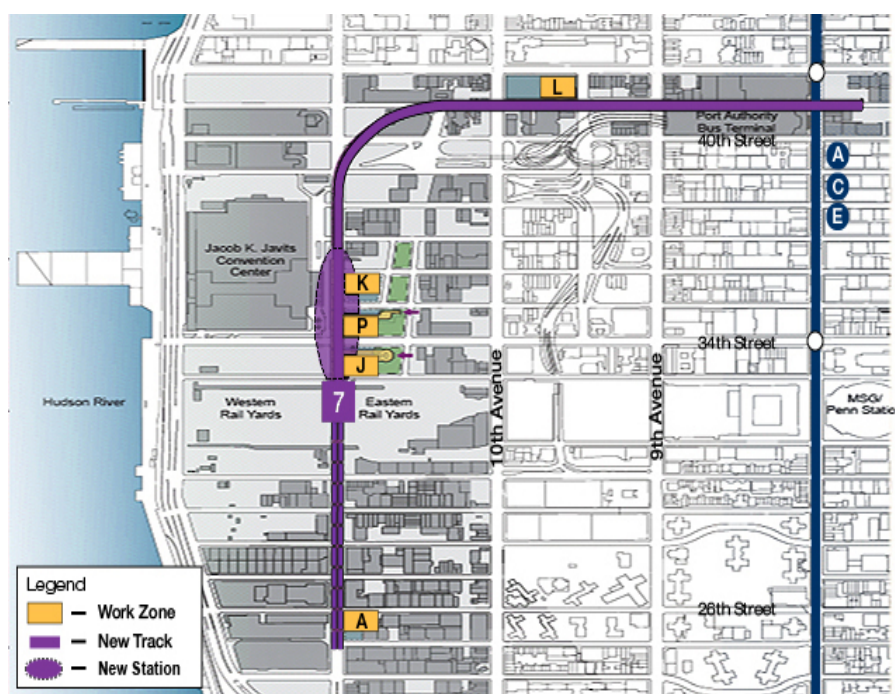 L
Port Authority
Bus Terminal
40th Street
A
C
E
Jacob K. Javits
Convention
Center
K
P
J
34th Street
10th Avenue
9th Avenue
7
Hudson River
Western
Rail Yards
Eastern
Rail Yards
MSG/
Penn Statio
26th Street
A
Legend
– Work Zone
– New Track
– New Station